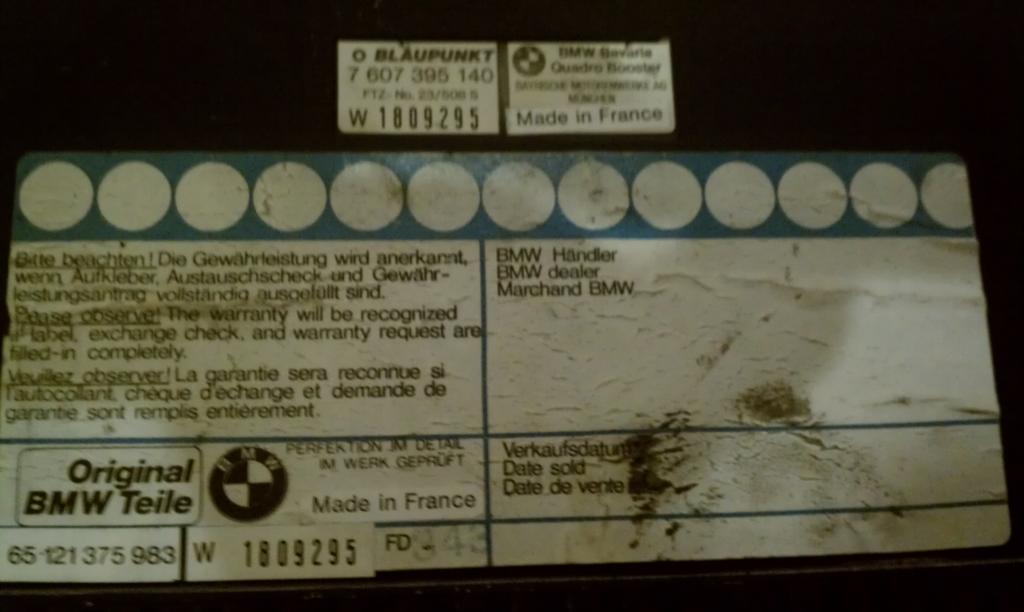 BLAUPUNKT
7 607 395 140
FTZ- No. 23/508 S
W 1809295
BMW Bavaria
Quadro Booster
BAYERISCHE MOTORENWERKE AG
MÜNCHEN
Made in France
Bitte beachten! Die Gewährleistung wird anerkannt,
wenn Aufkleber, Austauschscheck und Gewähr-
leistungsantrag vollständig ausgefüllt sind.
Please observe! The warranty will be recognized
if label, exchange check, and warranty request are
filled-in completely.
Veuillez observer! La garantie sera reconnue si
l'autocollant, chèque d'échange et demande de
garantie sont remplis entièrement.
BMW Händler
BMW dealer
Marchand BMW
Original
BMW Teile
BMW
PERFEKTION IM DETAIL
IM WERK GEPRÜFT
Made in France
Verkaufsdatum
Date sold
Date de vente
65-121 375 983
W 1809295
FD